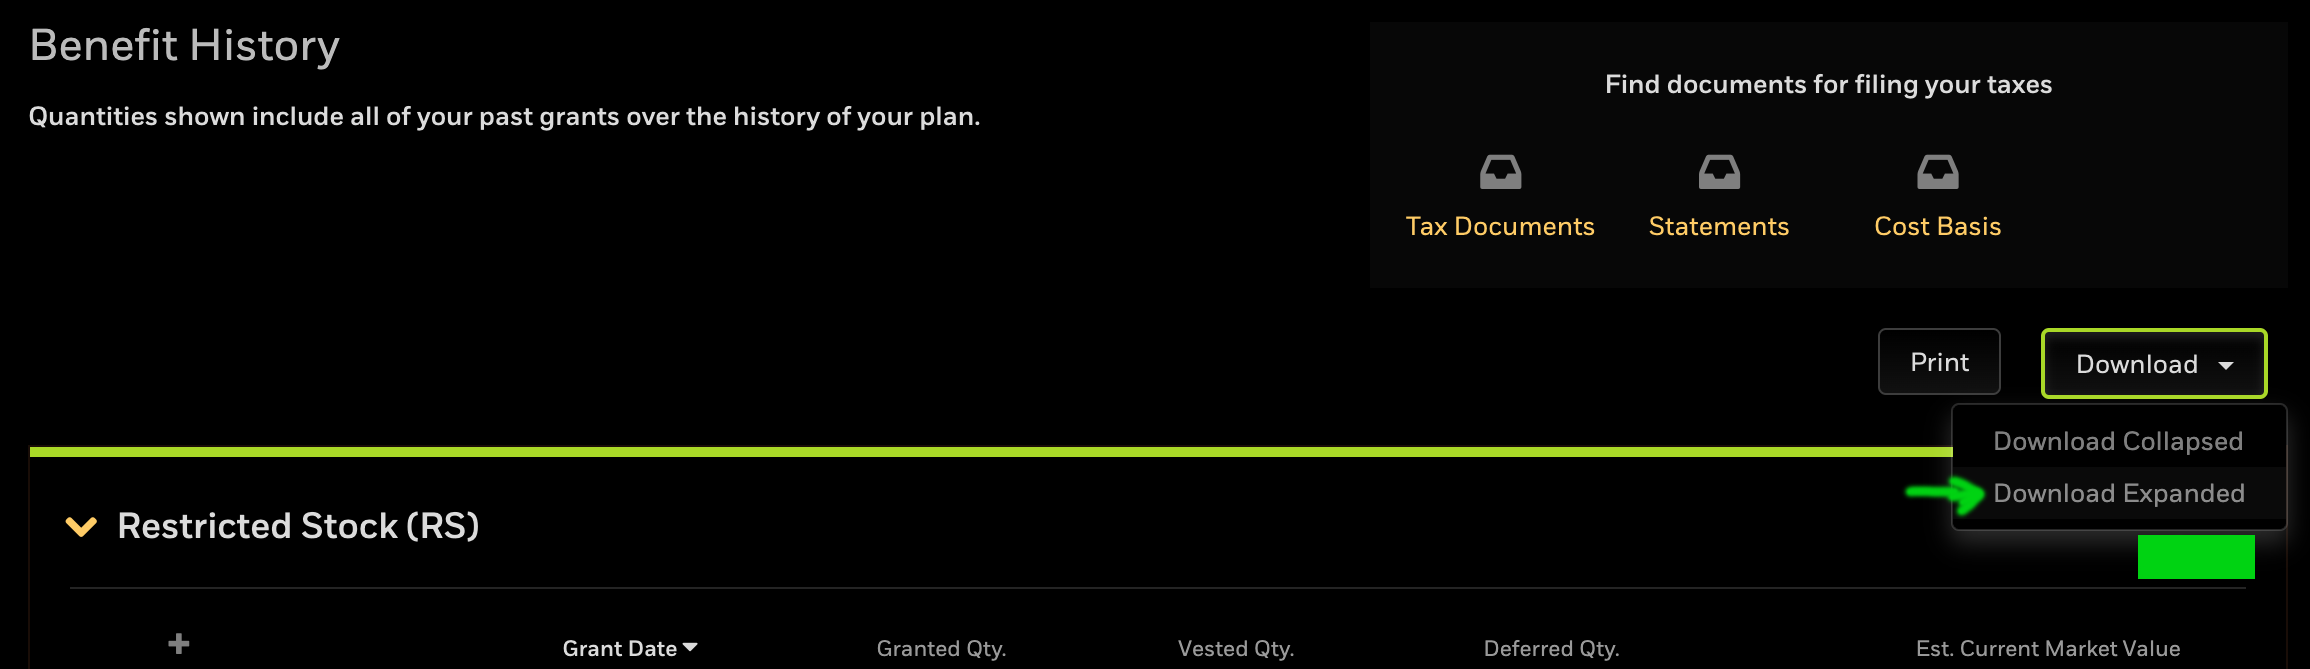 Benefit History
Quantities shown include all of your past grants over the history of your plan.
Find documents for filing your taxes
Tax Documents
Statements
Cost Basis
Print
Download
Download Collapsed
Download Expanded
Restricted Stock (RS)
Grant Date
Granted Qty.
Vested Qty.
Deferred Qty.
Est. Current Market Value